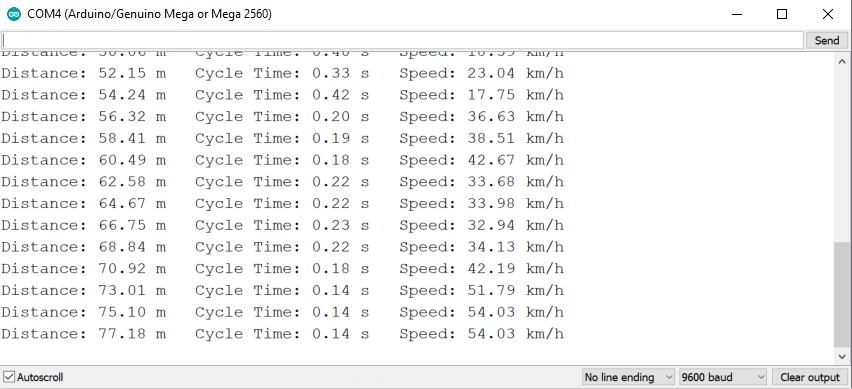 COM4 (Arduino/Genuino Mega or Mega 2560)
Send
Distance: 50.06 m Cycle Time: 0.40 s Speed: 18.59 km/h
Distance: 52.15 m Cycle Time: 0.33 s Speed: 23.04 km/h
Distance: 54.24 m Cycle Time: 0.42 s Speed: 17.75 km/h
Distance: 56.32 m Cycle Time: 0.20 s Speed: 36.63 km/h
Distance: 58.41 m Cycle Time: 0.19 s Speed: 38.51 km/h
Distance: 60.49 m Cycle Time: 0.18 s Speed: 42.67 km/h
Distance: 62.58 m Cycle Time: 0.22 s Speed: 33.68 km/h
Distance: 64.67 m Cycle Time: 0.22 s Speed: 33.98 km/h
Distance: 66.75 m Cycle Time: 0.23 s Speed: 32.94 km/h
Distance: 68.84 m Cycle Time: 0.22 s Speed: 34.13 km/h
Distance: 70.92 m Cycle Time: 0.18 s Speed: 42.19 km/h
Distance: 73.01 m Cycle Time: 0.14 s Speed: 51.79 km/h
Distance: 75.10 m Cycle Time: 0.14 s Speed: 54.03 km/h
Distance: 77.18 m Cycle Time: 0.14 s Speed: 54.03 km/h
Autoscroll No line ending 9600 baud Clear output